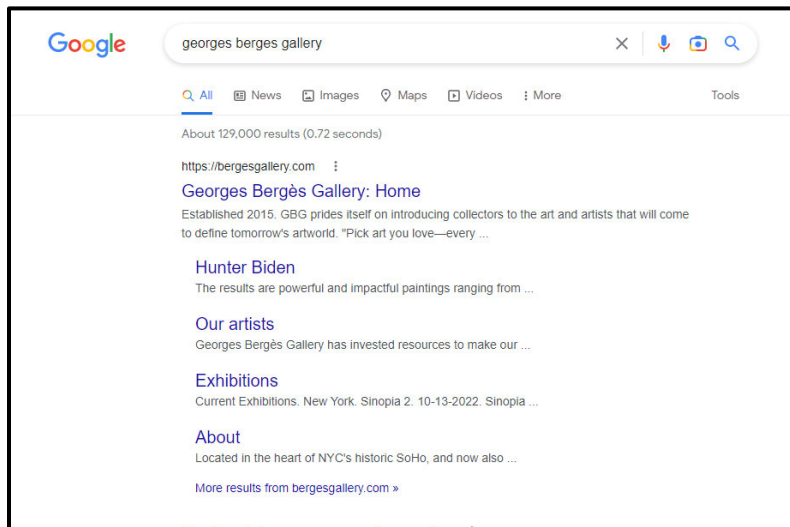 Google
georges berges gallery
All News Images Maps Videos More Tools
About 129,000 results (0.72 seconds)
https://bergesgallery.com
Georges Bergès Gallery: Home
Established 2015. GBG prides itself on introducing collectors to the art and artists that will come
to define tomorrow's artworld. "Pick art you love—every ...
Hunter Biden
The results are powerful and impactful paintings ranging from ...
Our artists
Georges Bergès Gallery has invested resources to make our ...
Exhibitions
Current Exhibitions. New York. Sinopia 2. 10-13-2022. Sinopia ...
About
Located in the heart of NYC's historic SoHo, and now also ...
More results from bergesgallery.com »